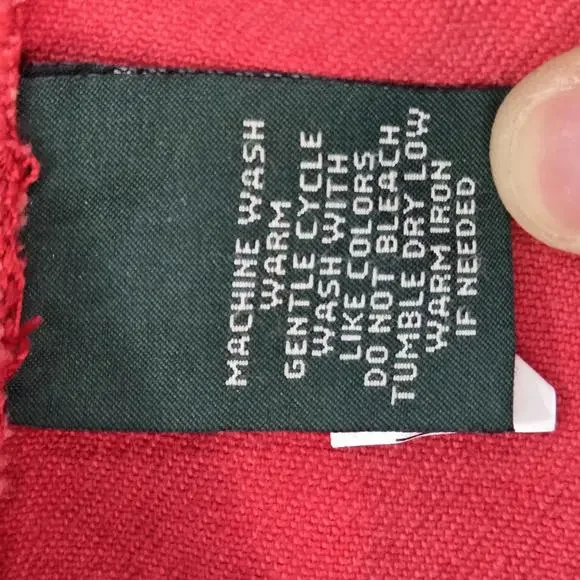 MACHINE WASH
WARM
GENTLE CYCLE
WASH WITH
LIKE COLORS
DO NOT BLEACH
TUMBLE DRY LOW
WARM IRON
IF NEEDED